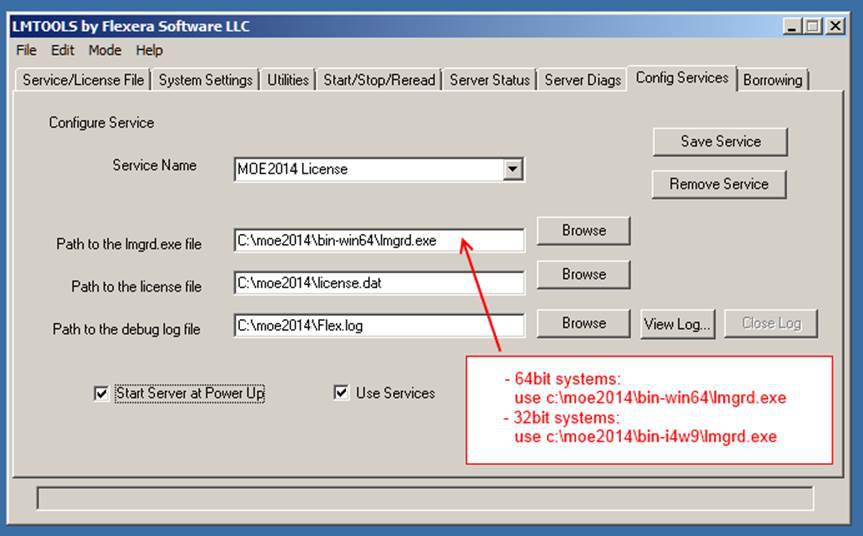 LMTOOLS by Flexera Software LLC
File Edit Mode Help
Service/License File System Settings Utilities Start/Stop/Reread Server Status Server Diags Config Services Borrowing
Configure Service
Save Service
Service Name MOE2014 License
Remove Service
Path to the lmgrd.exe file C:\moe2014\bin-win64\lmgrd.exe Browse
Path to the license file C:\moe2014\license.dat Browse
Path to the debug log file C:\moe2014\Flex.log Browse View Log... Close Log
Start Server at Power Up Use Services
- 64bit systems:
use c:\moe2014\bin-win64\lmgrd.exe
- 32bit systems:
use c:\moe2014\bin-i4w9\lmgrd.exe